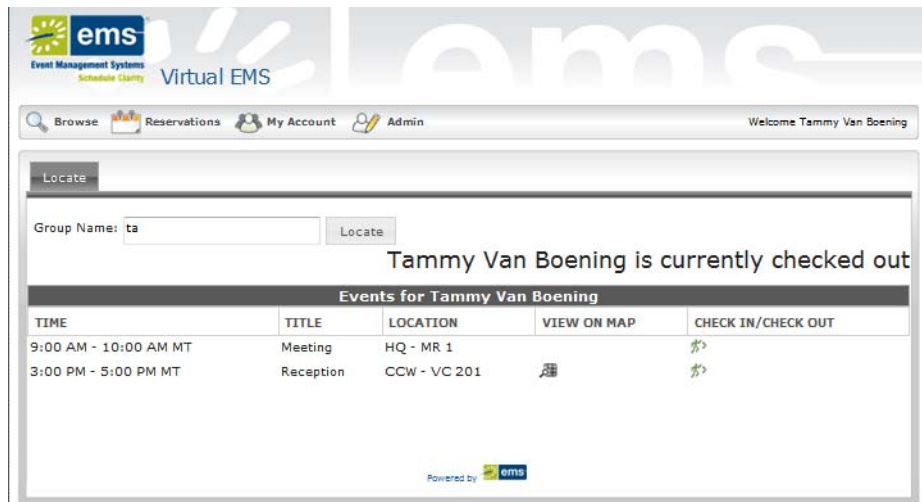 ems
Event Management Systems
Schedule Clarity
Virtual EMS
Browse Reservations My Account Admin Welcome Tammy Van Boening
Locate
Group Name: ta Locate
Tammy Van Boening is currently checked out
Events for Tammy Van Boening
TIME TITLE LOCATION VIEW ON MAP CHECK IN/CHECK OUT
9:00 AM - 10:00 AM MT Meeting HQ - MR 1
3:00 PM - 5:00 PM MT Reception CCW - VC 201
Powered by ems